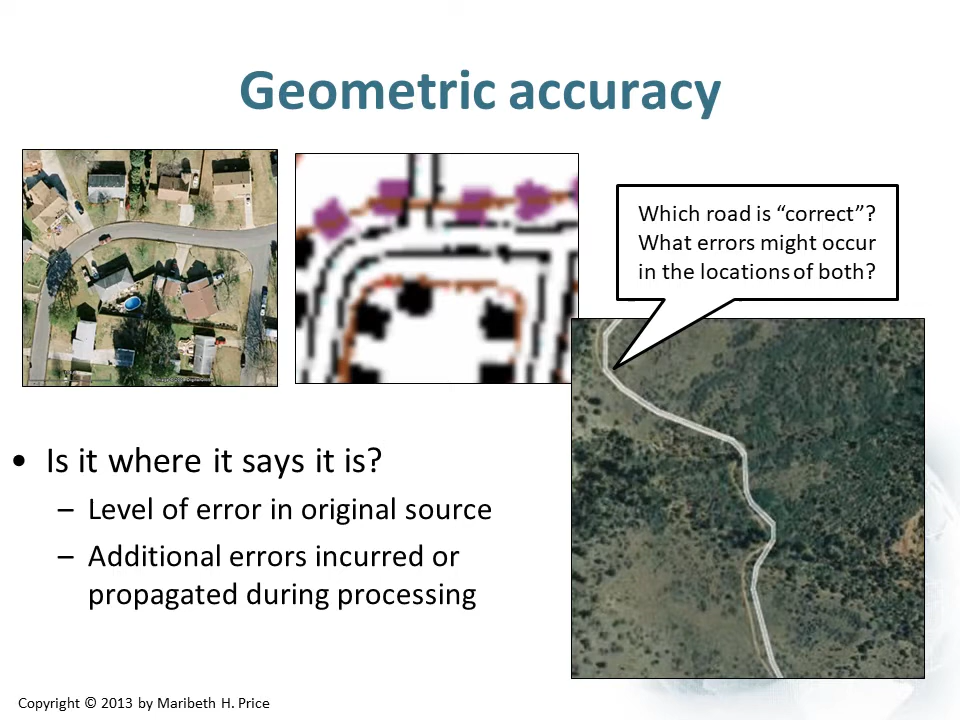 Geometric accuracy
Which road is “correct”?
What errors might occur
in the locations of both?
• Is it where it says it is?
– Level of error in original source
– Additional errors incurred or
propagated during processing
Copyright © 2013 by Maribeth H. Price